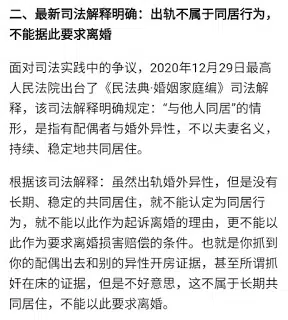 二、最新司法解释明确：出轨不属于同居行为，
不能据此要求离婚
面对司法实践中的争议，2020年12月29日最高
人民法院出台了《民法典·婚姻家庭编》司法解
释，该司法解释明确规定：“与他人同居”的情
形，是指有配偶者与婚外异性，不以夫妻名义，
持续、稳定地共同居住。
根据该司法解释：虽然出轨婚外异性，但是没有
长期、稳定的共同居住，就不能认定为同居行
为，就不能以此作为起诉离婚的理由，更不能以
此作为要求离婚损害赔偿的条件。也就是你抓到
你的配偶出去和别的异性开房证据，甚至所谓抓
奸在床的证据，但是不好意思，这不属于长期共
同居住，不能以此要求离婚。